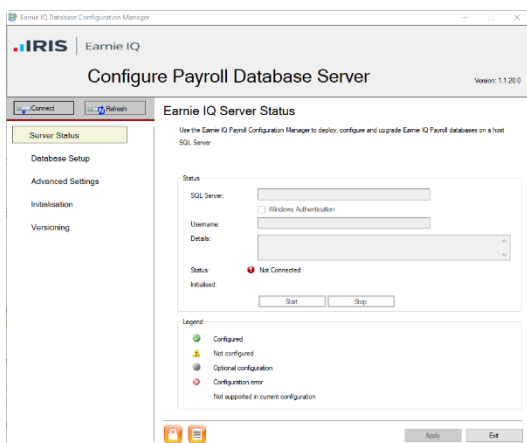 Earnie IQ Database Configuration Manager
IRIS Earnie IQ
Configure Payroll Database Server
Version: 1.1.20.0
Connect Refresh
Server Status
Database Setup
Advanced Settings
Initialisation
Versioning
Earnie IQ Server Status
Use the Earnie IQ Payroll Configuration Manager to deploy, configure and upgrade Earnie IQ Payroll databases on a host
SQL Server
Status
SQL Server:
Windows Authentication
Username:
Details:
Status: Not Connected
Initialised:
Start Stop
Legend
Configured
Not configured
Optional configuration
Configuration error
Not supported in current configuration
Apply Exit